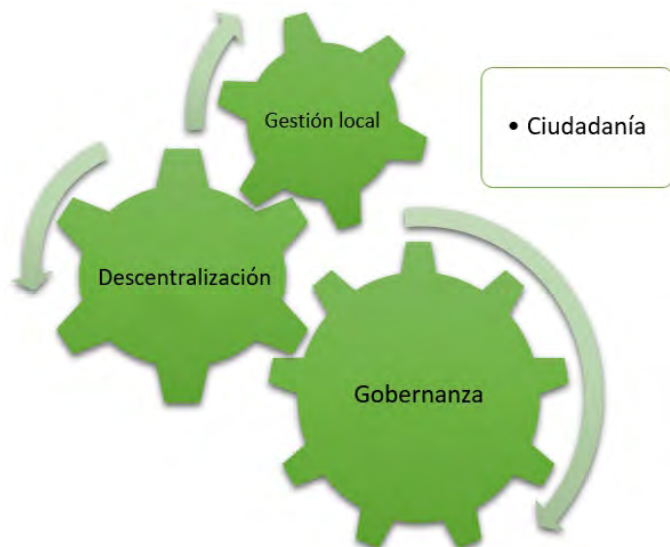 Gestión local
• Ciudadanía
Descentralización
Gobernanza